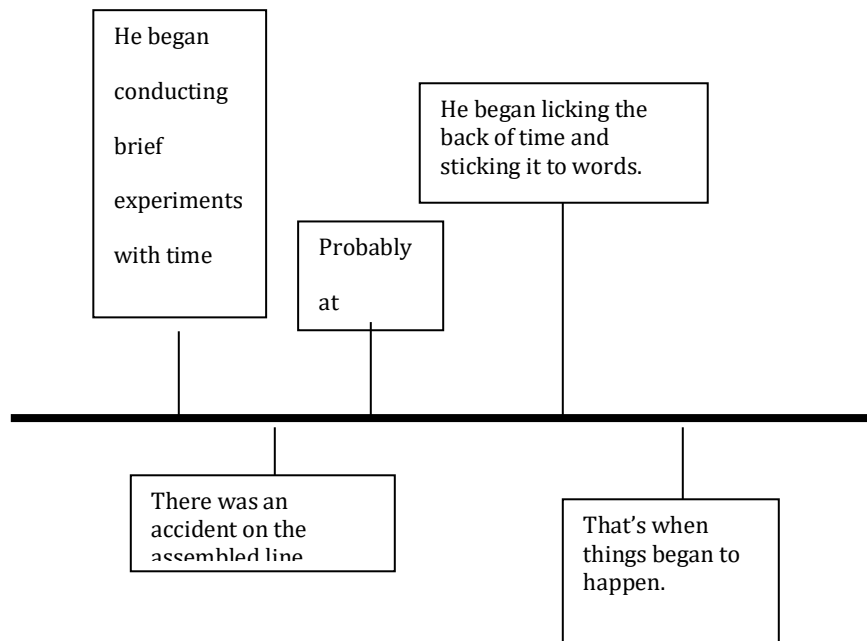 He began
conducting
brief
experiments
with time
He began licking the
back of time and
sticking it to words.
Probably
at
There was an
accident on the
assembled line
That’s when
things began to
happen.